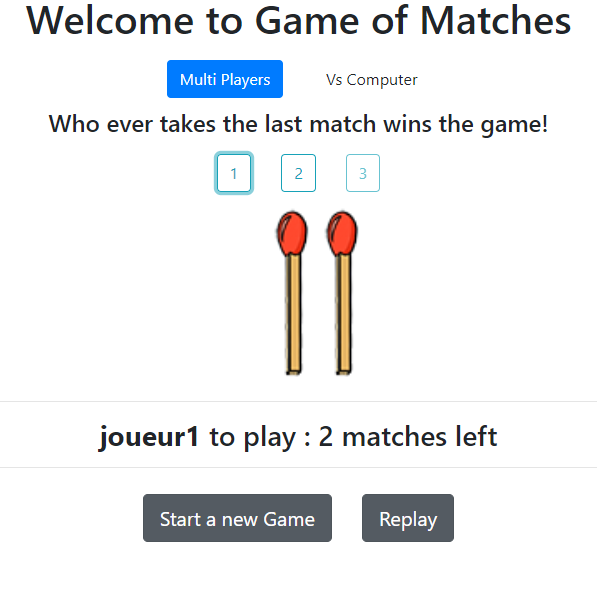 Welcome to Game of Matches
Multi Players Vs Computer
Who ever takes the last match wins the game!
1 2 3
joueur1 to play : 2 matches left
Start a new Game Replay